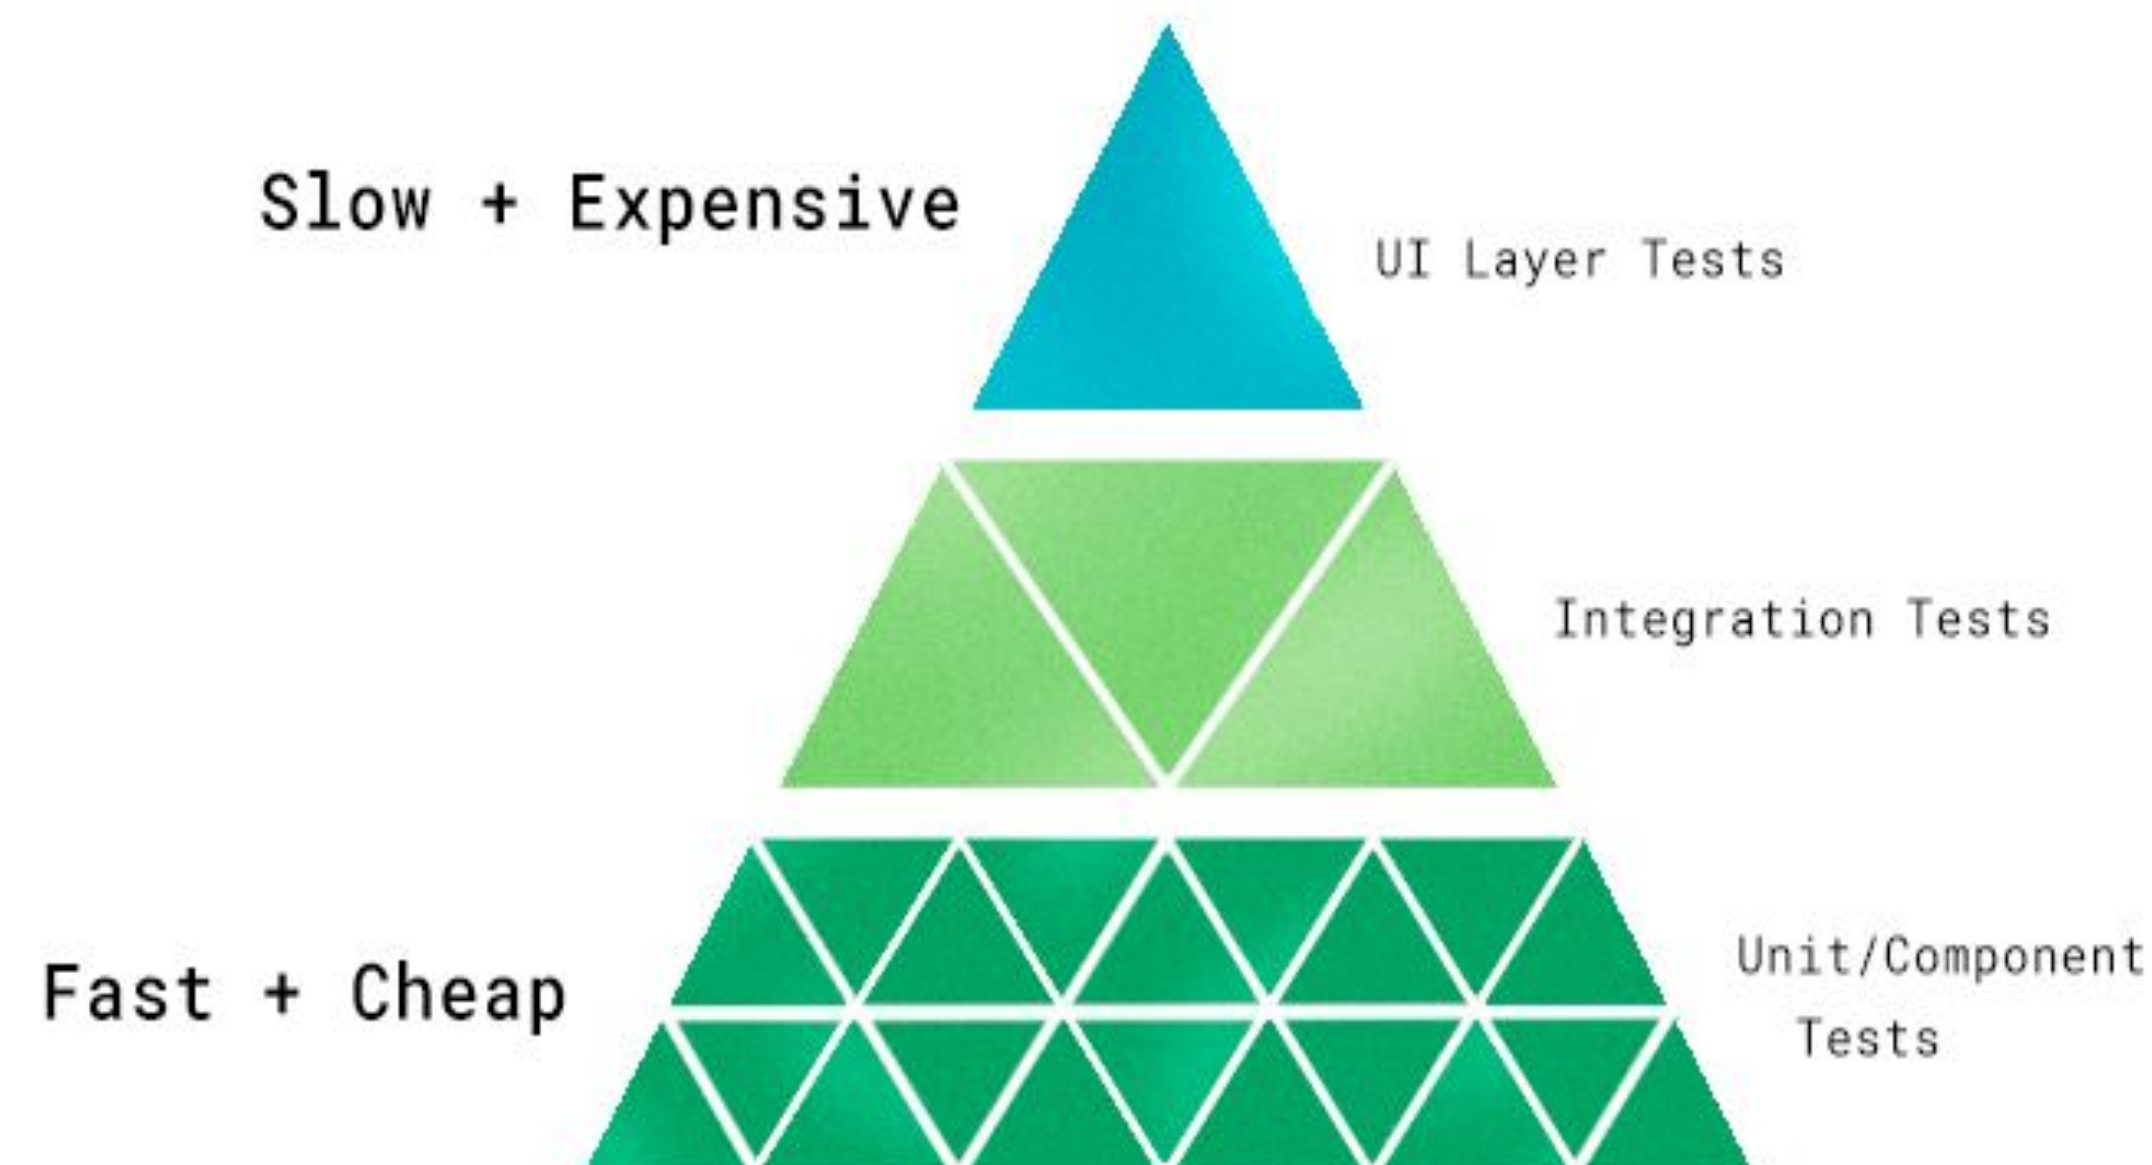 Slow + Expensive
UI Layer Tests
Integration Tests
Fast + Cheap
Unit/Component
Tests